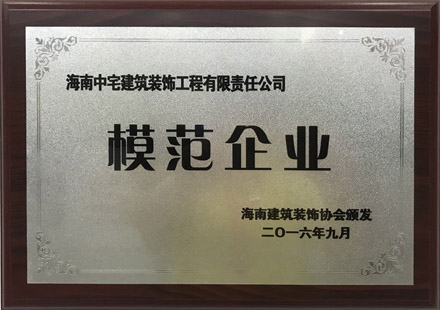 海南中宅建筑装饰工程有限责任公司
模范企业
海南建筑装饰协会颁发
二〇一六年九月